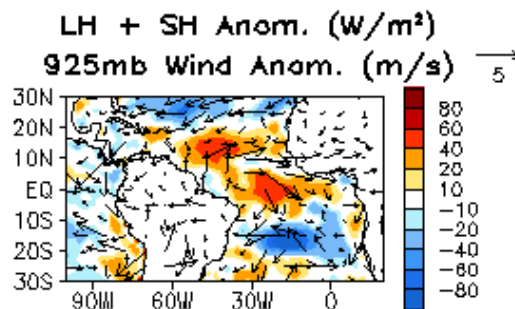 LH + SH Anom. (W/m²)
925mb Wind Anom. (m/s)
5
30N
20N
10N
EQ
10S
20S
30S
90W 60W 30W 0
80
60
40
20
10
-10
-20
-40
-60
-80